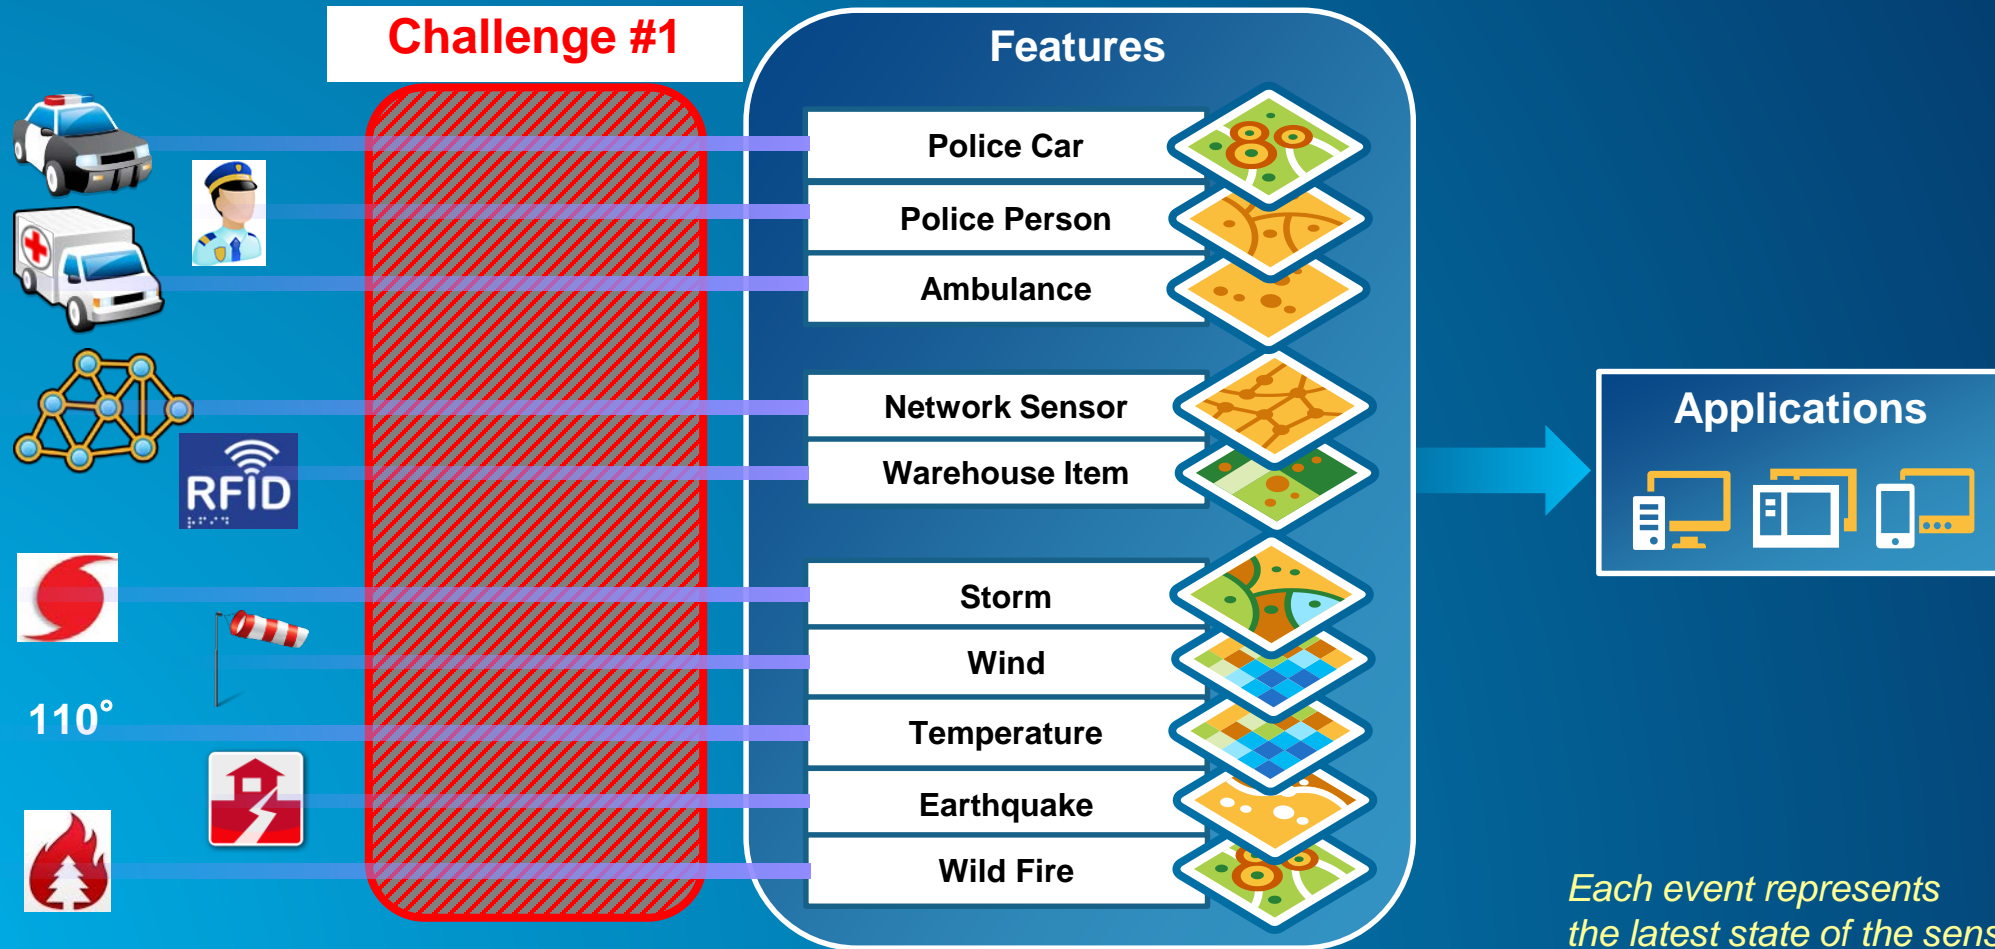 Challenge #1
Features
Police Car
Police Person
Ambulance
Network Sensor
RFID
Warehouse Item
Storm
Wind
110°
Temperature
Earthquake
Wild Fire
Applications
Each event represents
the latest state of the